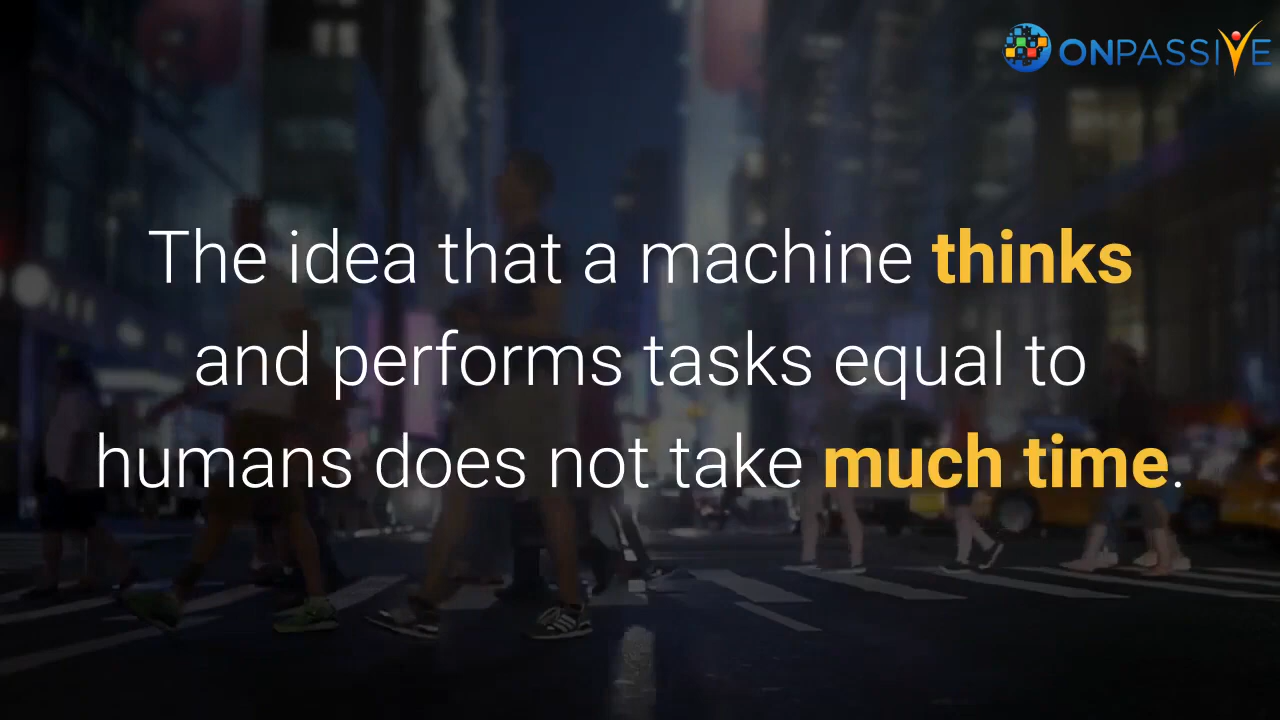 ONPASSIVE
The idea that a machine thinks
and performs tasks equal to
humans does not take much time.